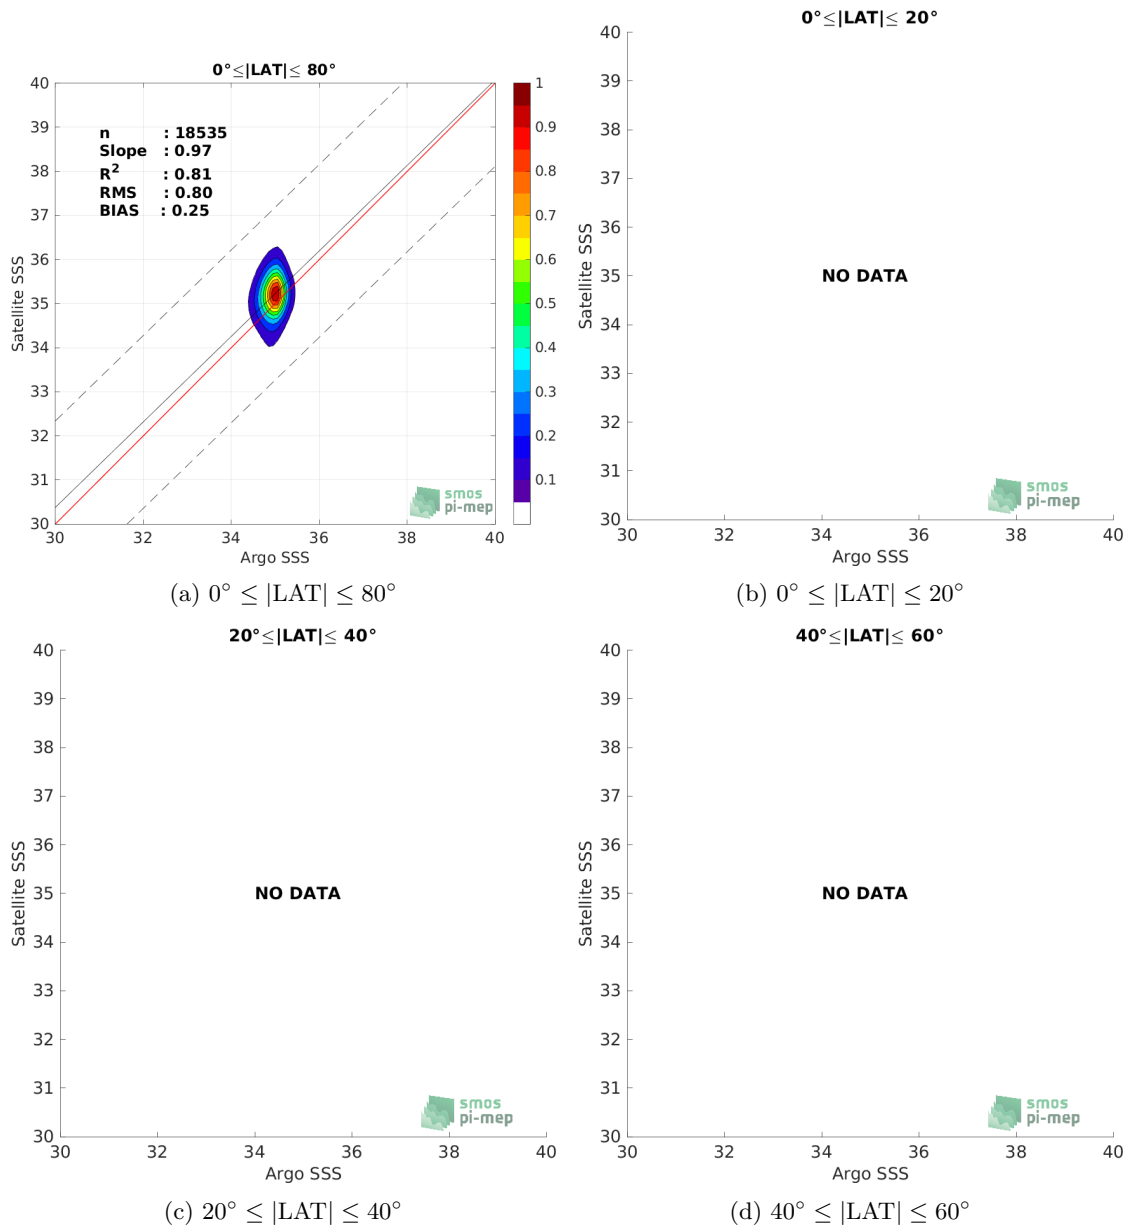 0°≤|LAT|≤ 80°
40
39
38
37
36
35
34
33
32
31
30
Satellite SSS
n : 18535
Slope : 0.97
R² : 0.81
RMS : 0.80
BIAS : 0.25
smos
pi-mep
30 32 34 36 38 40
Argo SSS
1
0.9
0.8
0.7
0.6
0.5
0.4
0.3
0.2
0.1
(a) 0° ≤ |LAT| ≤ 80°
0°≤|LAT|≤ 20°
40
39
38
37
36
35
34
33
32
31
30
Satellite SSS
NO DATA
smos
pi-mep
30 32 34 36 38 40
Argo SSS
(b) 0° ≤ |LAT| ≤ 20°
20°≤|LAT|≤ 40°
40
39
38
37
36
35
34
33
32
31
30
Satellite SSS
NO DATA
smos
pi-mep
30 32 34 36 38 40
Argo SSS
(c) 20° ≤ |LAT| ≤ 40°
40°≤|LAT|≤ 60°
40
39
38
37
36
35
34
33
32
31
30
Satellite SSS
NO DATA
smos
pi-mep
30 32 34 36 38 40
Argo SSS
(d) 40° ≤ |LAT| ≤ 60°